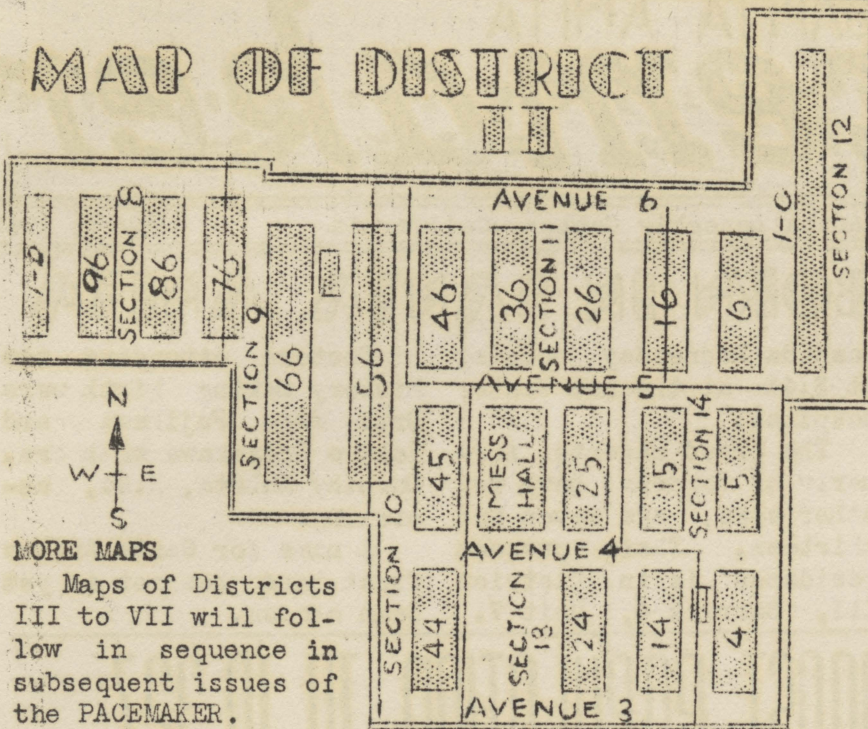 MAP OF DISTRICT
II
AVENUE 6
SECTION 12
1-C
1-D
96
SECTION 8
86
76
SECTION 9
66
56
46
36
SECTION 11
26
16
6
AVENUE 5
N
W E
S
SECTION 10
45
MESS
HALL
25
15
SECTION 14
5
AVENUE 4
44
SECTION
13
24
14
4
AVENUE 3
MORE MAPS
Maps of Districts
III to VII will fol-
low in sequence in
subsequent issues of
the PACEMAKER.